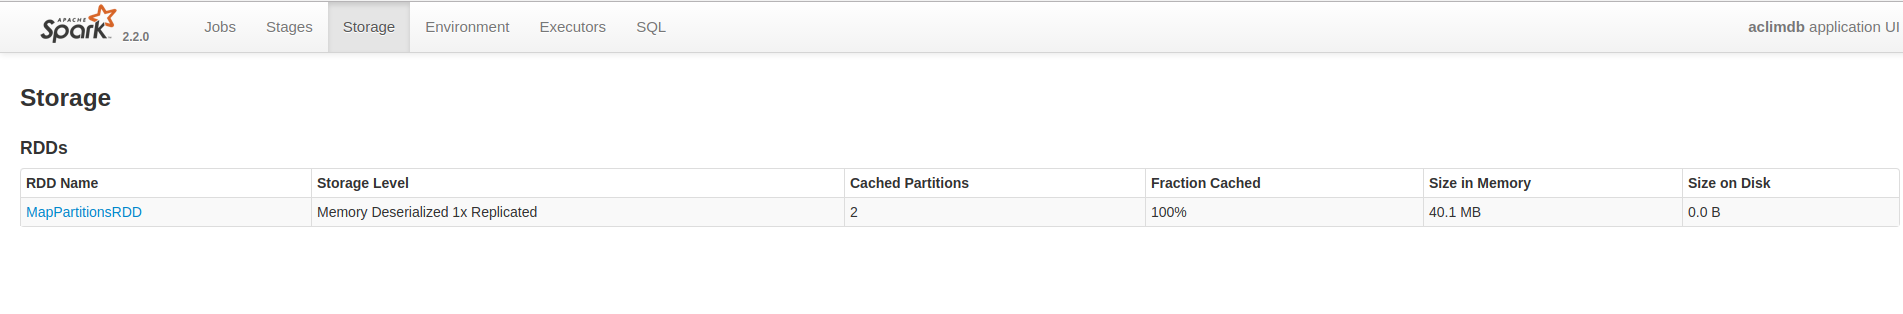 APACHE Spark 2.2.0 Jobs Stages Storage Environment Executors SQL aclimdb application UI
Storage
RDDs
RDD Name Storage Level Cached Partitions Fraction Cached Size in Memory Size on Disk
MapPartitionsRDD Memory Deserialized 1x Replicated 2 100% 40.1 MB 0.0 B